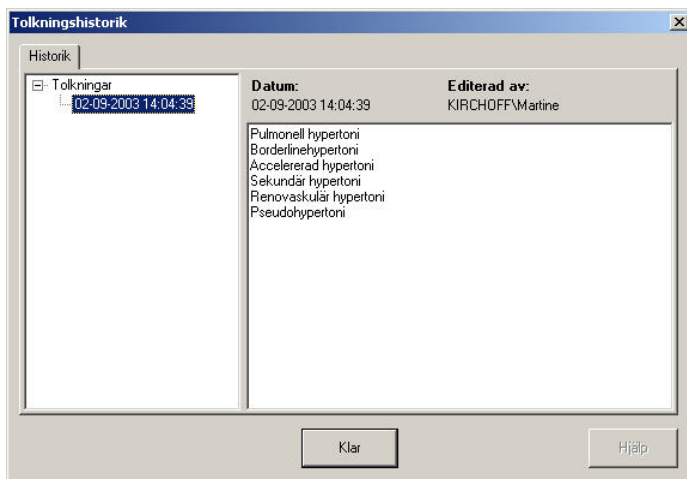 Tolkningshistorik
Historik
Tolkningar
02-09-2003 14:04:39
Datum:
02-09-2003 14:04:39
Editerad av:
KIRCHOFF\Martine
Pulmonell hypertoni
Borderlinehypertoni
Accelererad hypertoni
Sekundär hypertoni
Renovaskulär hypertoni
Pseudohypertoni
Klar
Hjälp